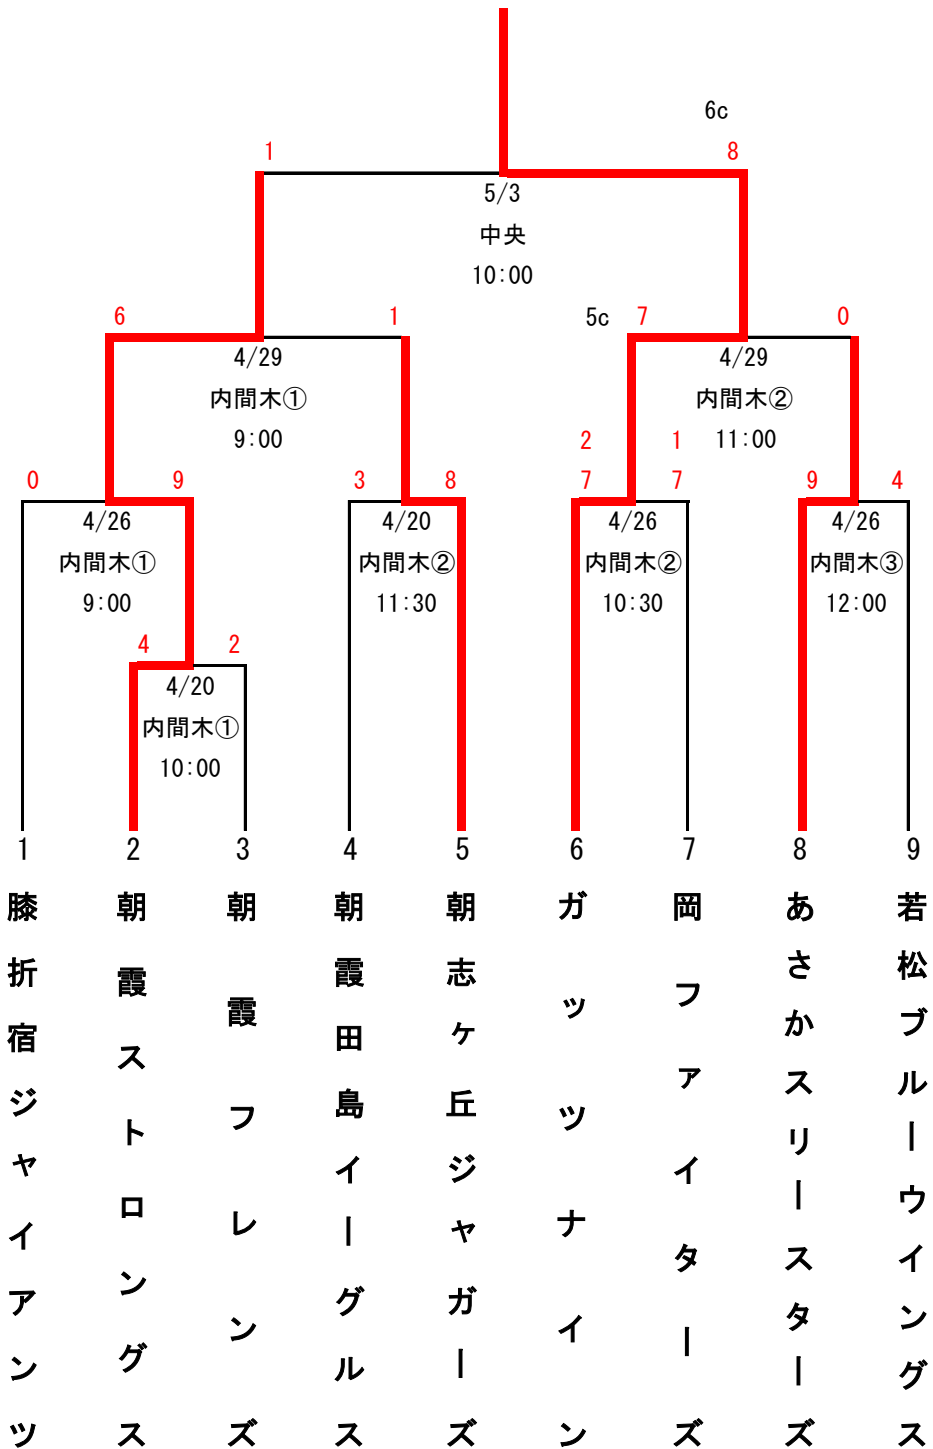 6c
1 8
5/3
中央
10:00
6 1 5c 7 0
4/29 4/29
内間木① 内間木②
9:00 2 1 11:00
0 9 3 8 7 7 9 4
4/26 4/20 4/26 4/26
内間木① 内間木② 内間木② 内間木③
9:00 11:30 10:30 12:00
4 2
4/20
内間木①
10:00
1 2 3 4 5 6 7 8 9
膝折宿ジャイアンツ
朝霞ストロングス
朝霞フレンズ
朝霞田島イーグルス
朝志ヶ丘ジャガーズ
ガッツナイン
岡ファイターズ
あさかスリースターズ
若松ブルーウイングス